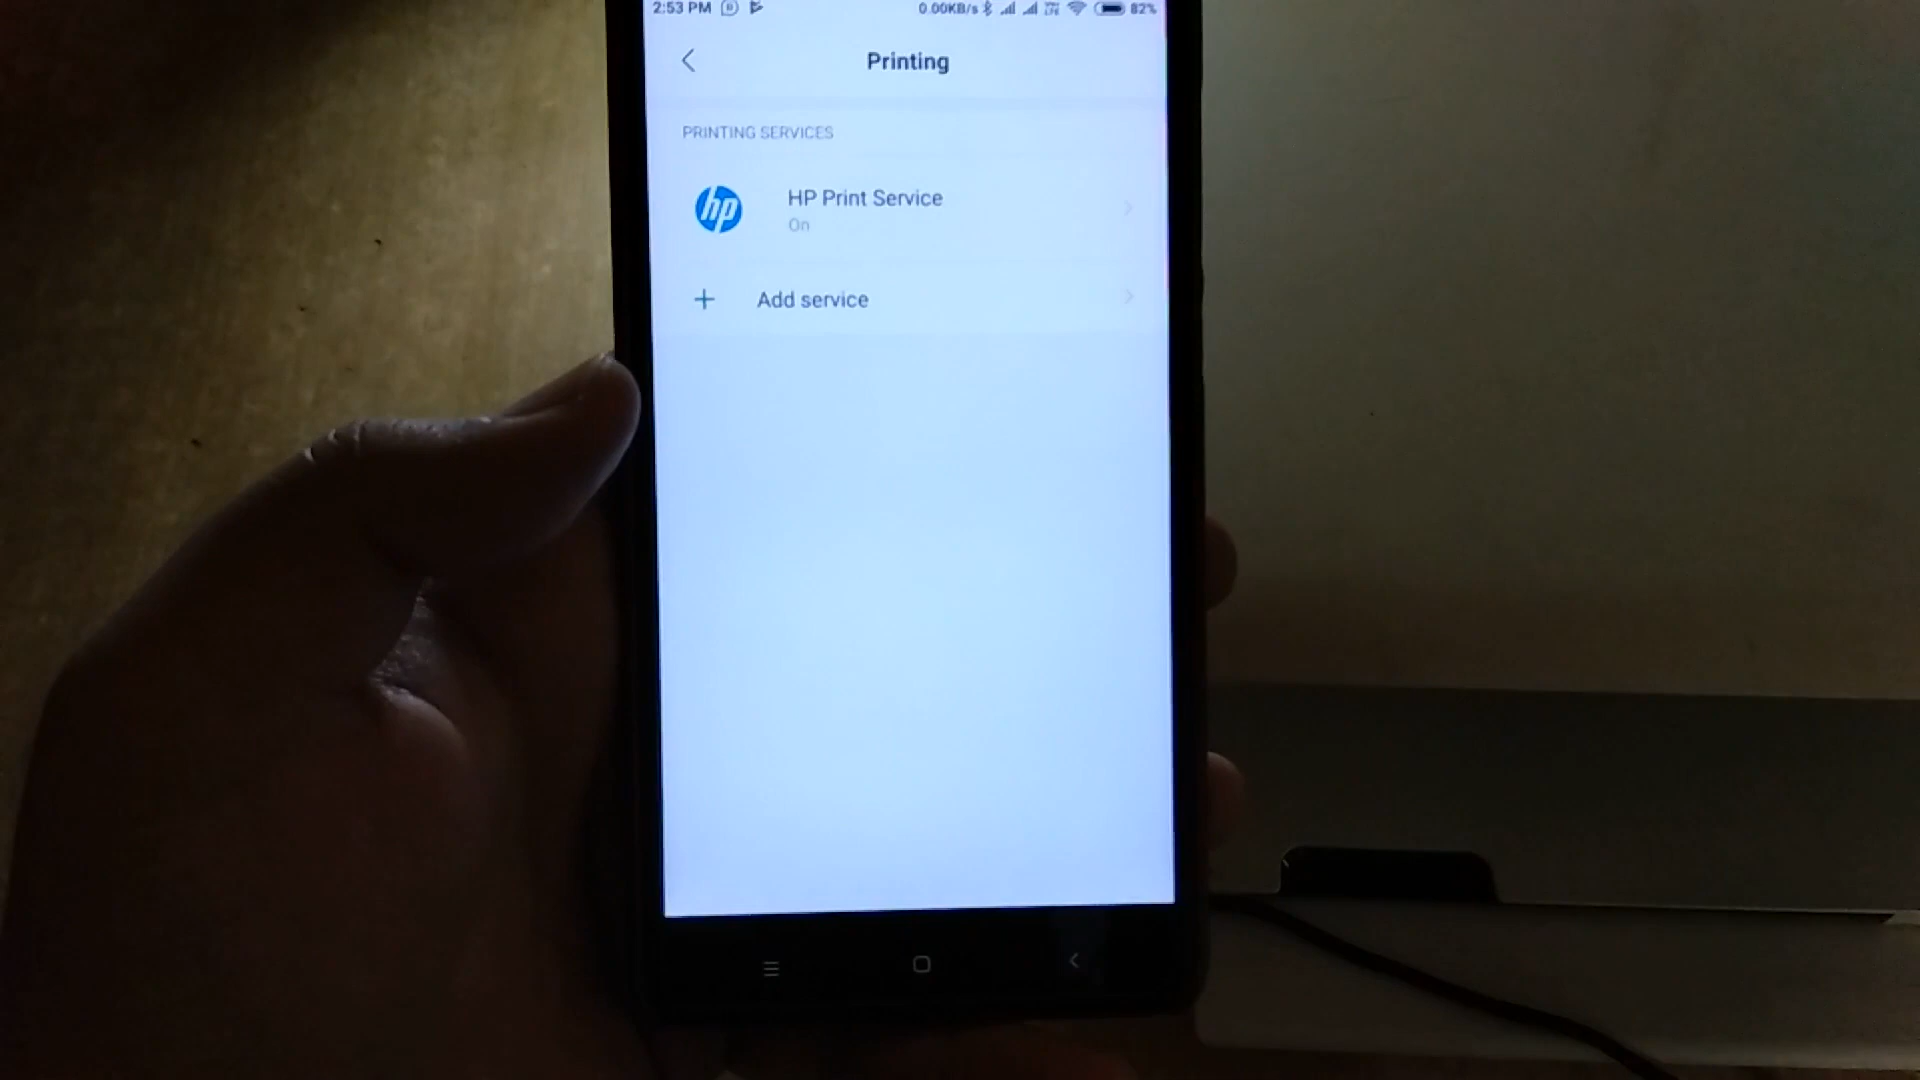 2:53 PM 0.00KB/s 82%
Printing
PRINTING SERVICES
hp
HP Print Service
On
Add service